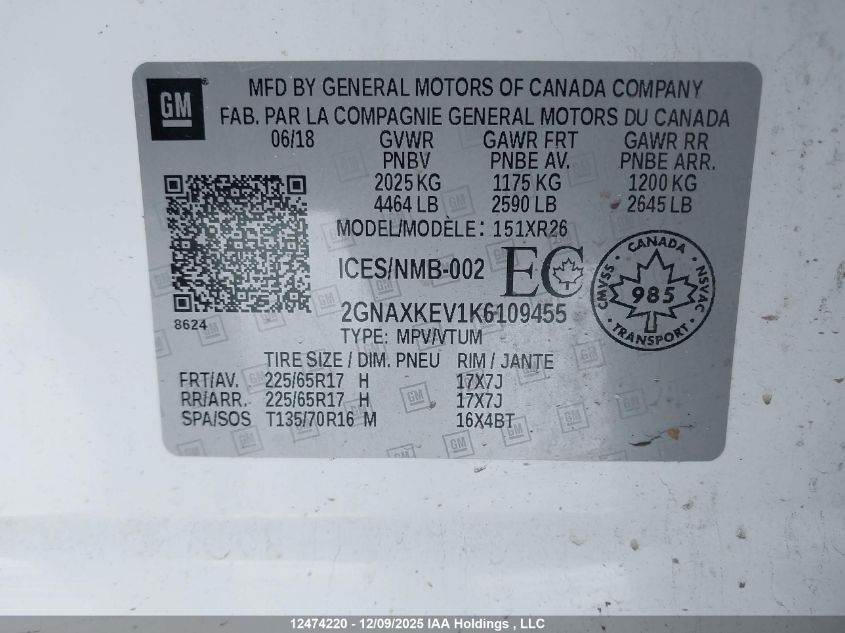 GM
MFD BY GENERAL MOTORS OF CANADA COMPANY
FAB. PAR LA COMPAGNIE GENERAL MOTORS DU CANADA
06/18 GVWR GAWR FRT GAWR RR
PNBV PNBE AV. PNBE ARR.
2025 KG 1175 KG 1200 KG
4464 LB 2590 LB 2645 LB
MODEL/MODÈLE: 151XR26
ICES/NMB-002 EC
CANADA
CMVSS 985 NSVAC
TRANSPORT
8624
2GNAXKEV1K6109455
TYPE: MPV/VTUM
TIRE SIZE / DIM. PNEU RIM / JANTE
FRT/AV. 225/65R17 H 17X7J
RR/ARR. 225/65R17 H 17X7J
SPA/SOS T135/70R16 M 16X4BT
12474220 - 12/09/2025 IAA Holdings , LLC